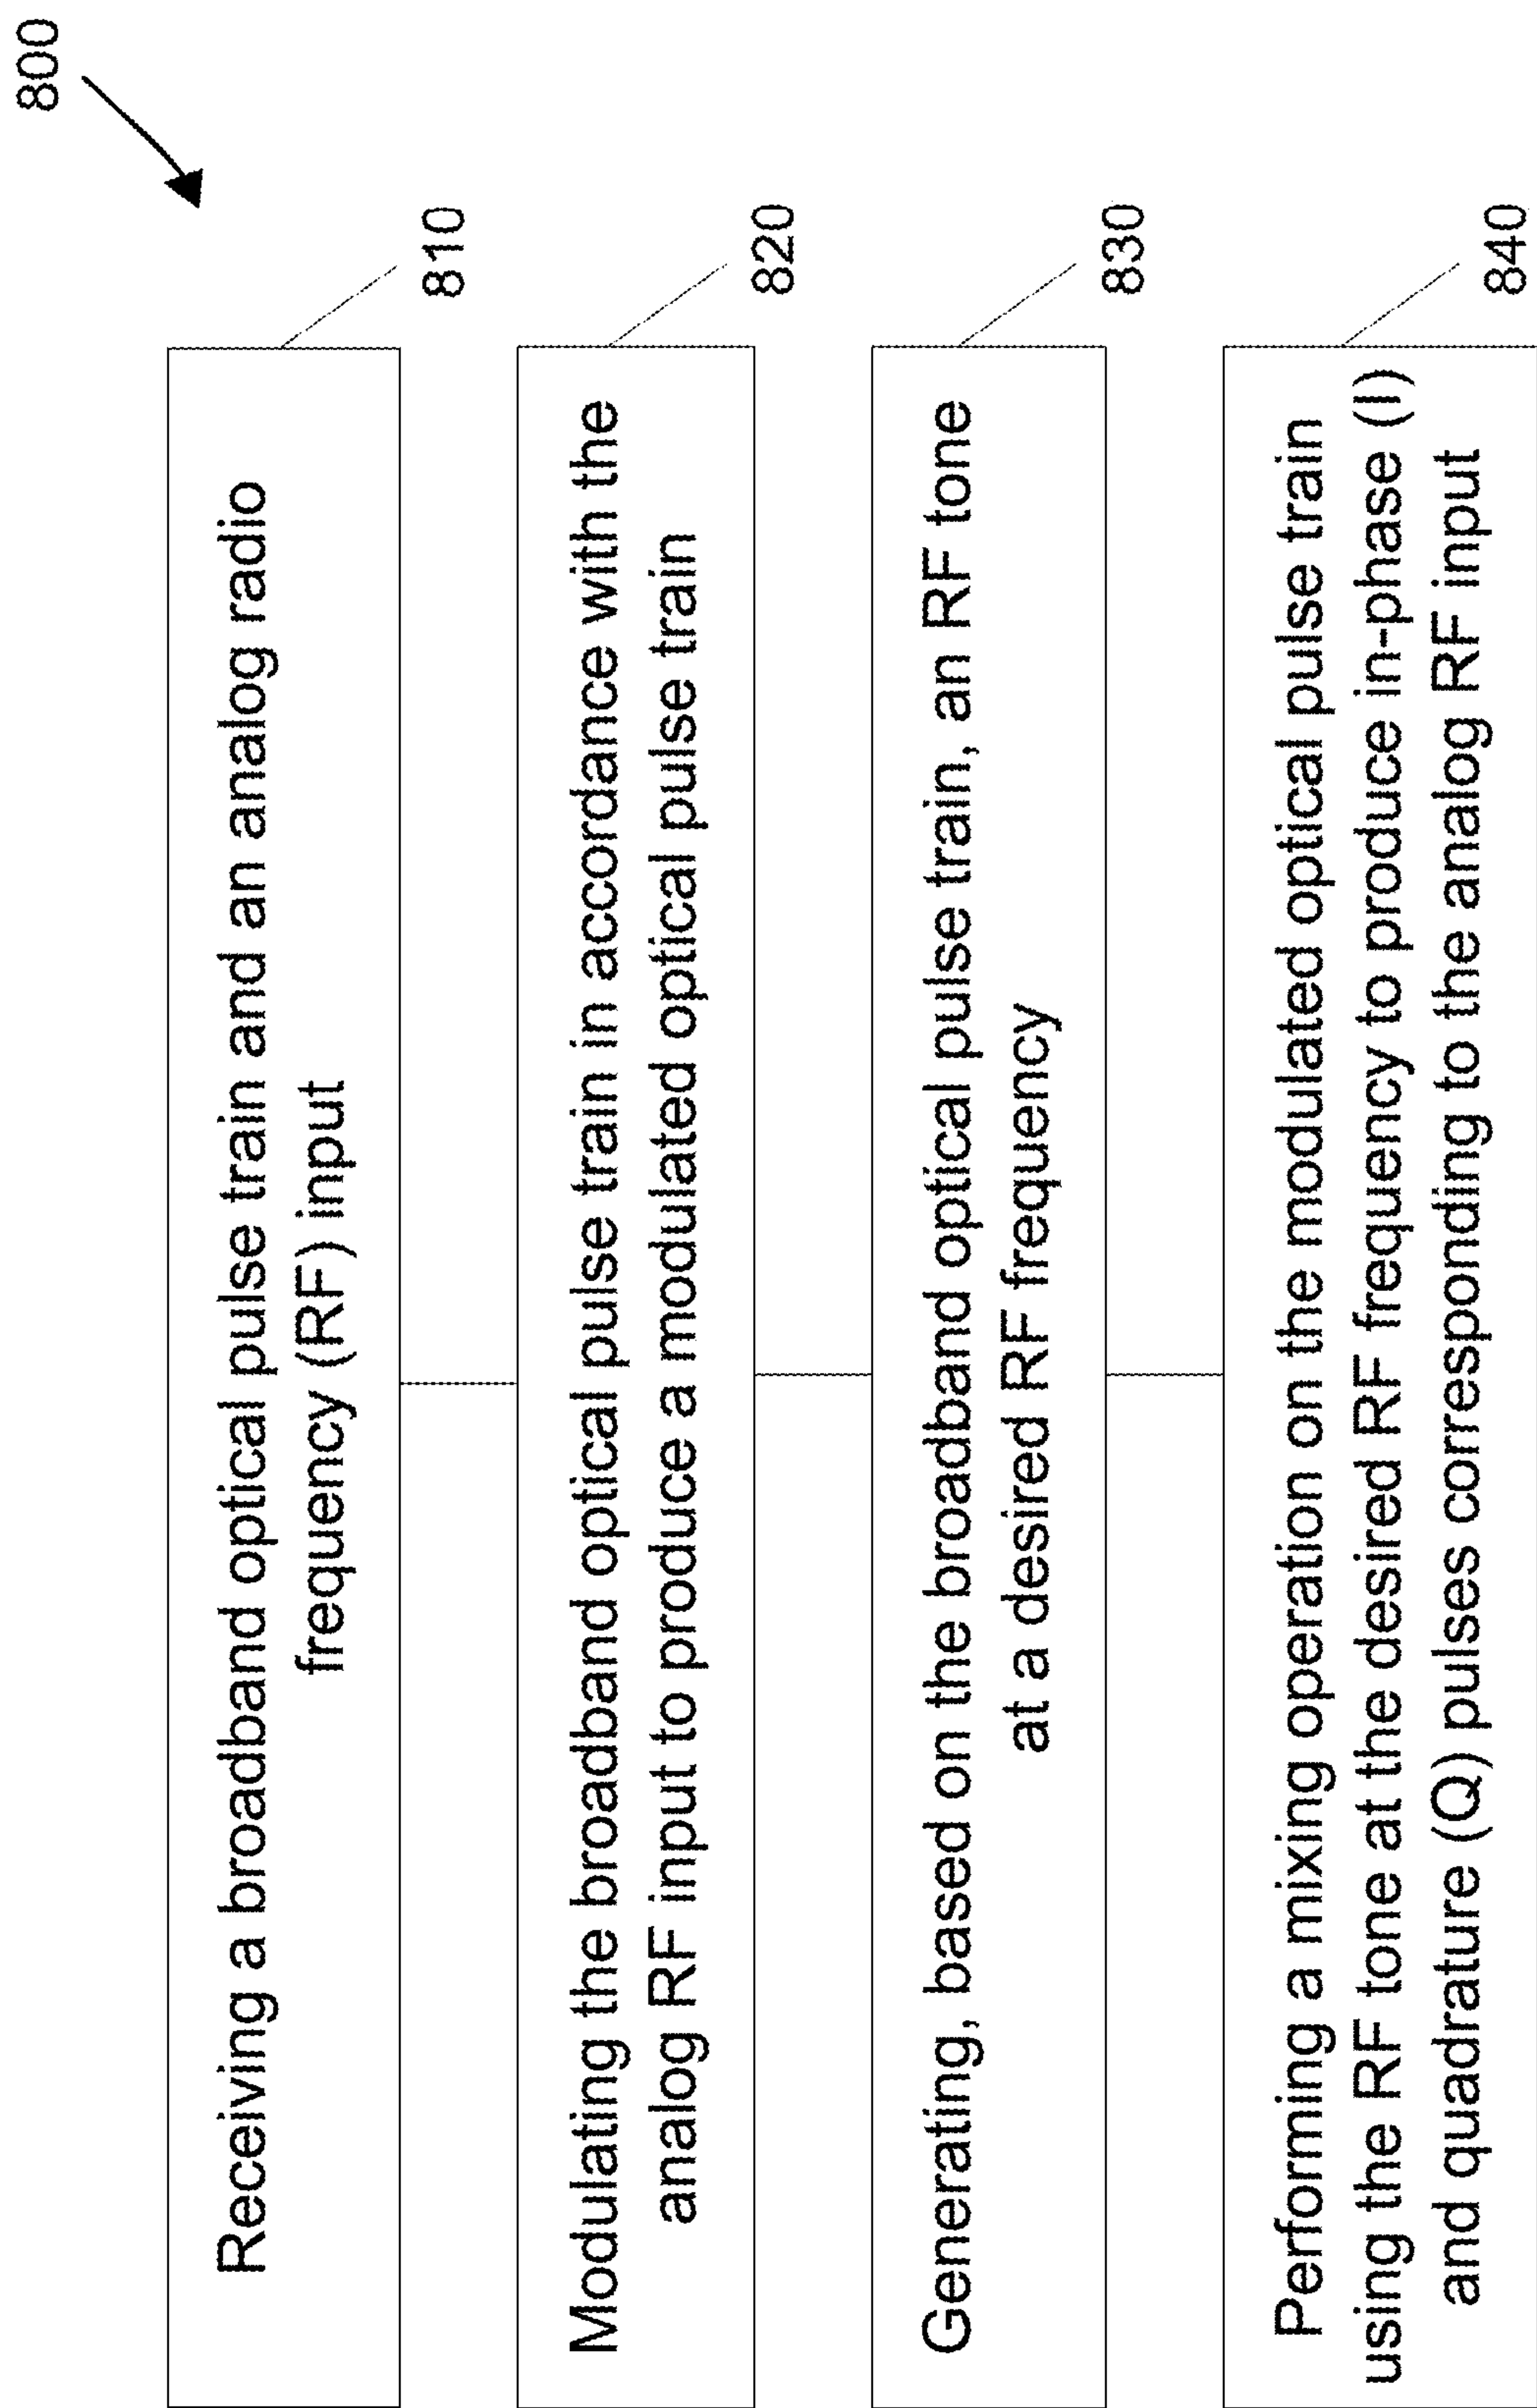 800
Receiving a broadband optical pulse train and an analog radio
frequency (RF) input
810
Modulating the broadband optical pulse train in accordance with the
analog RF input to produce a modulated optical pulse train
820
Generating, based on the broadband optical pulse train, an RF tone
at a desired RF frequency
830
Performing a mixing operation on the modulated optical pulse train
using the RF tone at the desired RF frequency to produce in-phase (I)
and quadrature (Q) pulses corresponding to the analog RF input
840